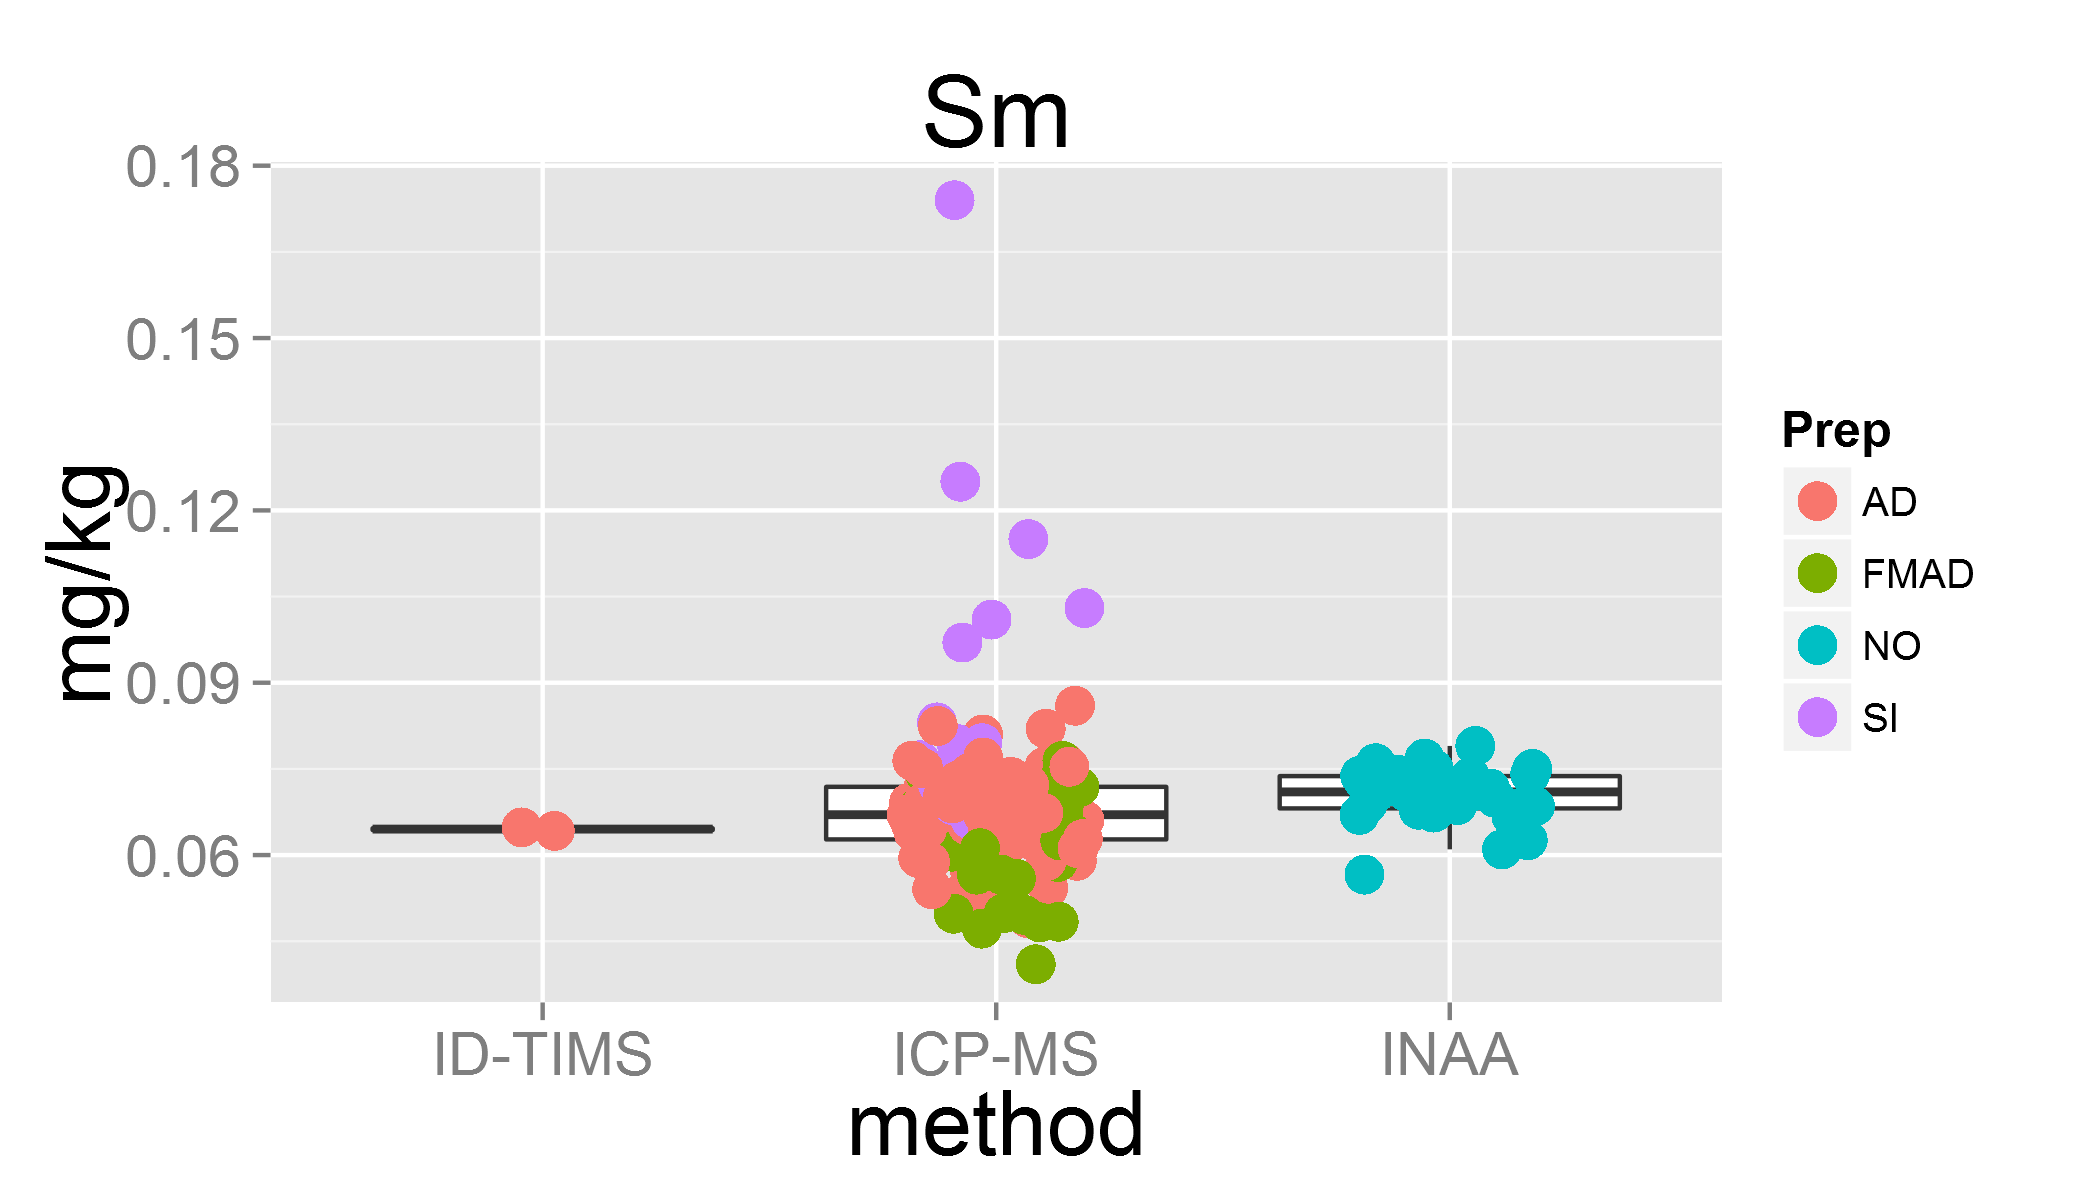 Sm
mg/kg
0.18
0.15
0.12
0.09
0.06
ID-TIMS
ICP-MS
INAA
method
Prep
AD
FMAD
NO
SI